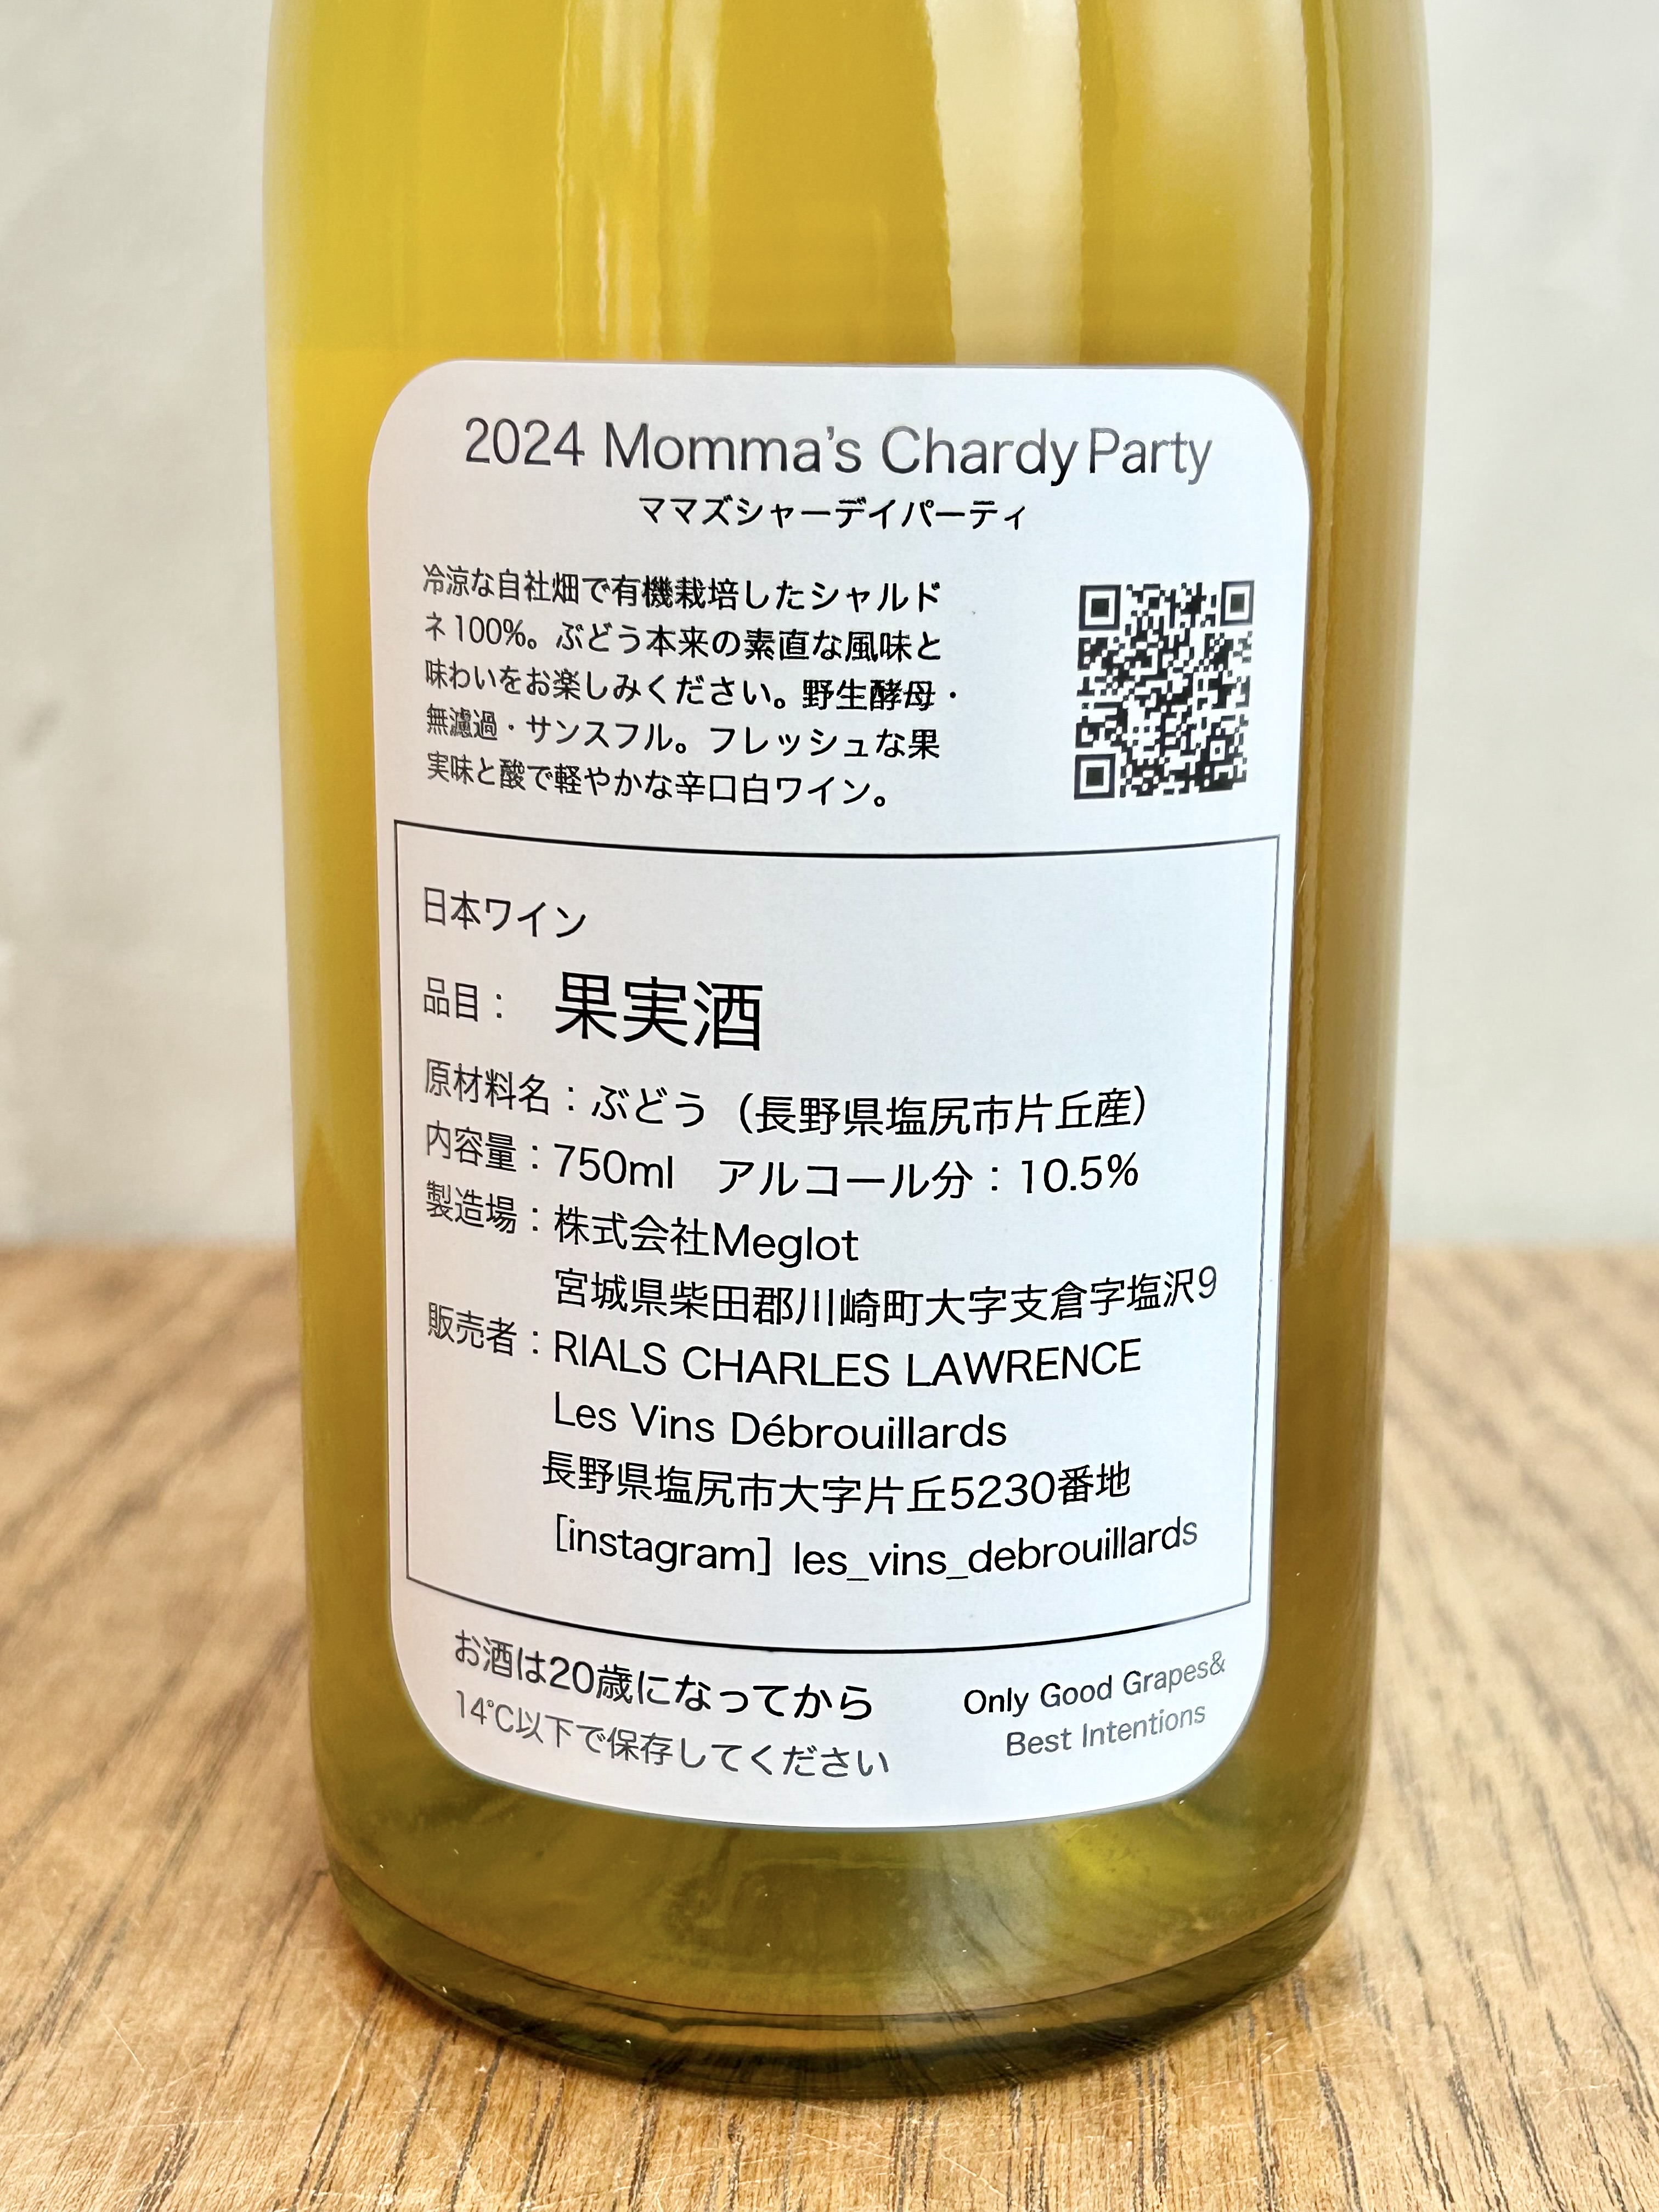 2024 Momma's Chardy Party
ママズシャーデイパーティ
冷涼な自社畑で有機栽培したシャルド
ネ100%。ぶどう本来の素直な風味と
味わいをお楽しみください。野生酵母・
無濾過・サンスフル。フレッシュな果
実味と酸で軽やかな辛口白ワイン。
日本ワイン
品目： 果実酒
原材料名：ぶどう（長野県塩尻市片丘産）
内容量：750ml　アルコール分：10.5%
製造場：株式会社Meglot
宮城県柴田郡川崎町大字支倉字塩沢9
販売者：RIALS CHARLES LAWRENCE
Les Vins Débrouillards
長野県塩尻市大字片丘5230番地
[instagram] les_vins_debrouillards
お酒は20歳になってから
14℃以下で保存してください
Only Good Grapes&
Best Intentions